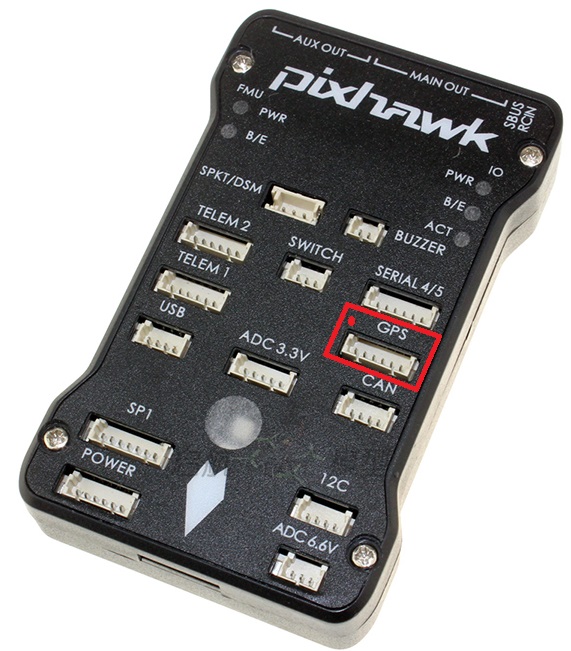 AUX OUT
MAIN OUT
pixhawk
SBUS
RCIN
FMU
PWR
B/E
IO
PWR
B/E
ACT
SPKT/DSM
BUZZER
TELEM 2
SWITCH
TELEM 1
SERIAL 4/5
USB
GPS
ADC 3.3V
CAN
SP1
POWER
12C
ADC 6.6V